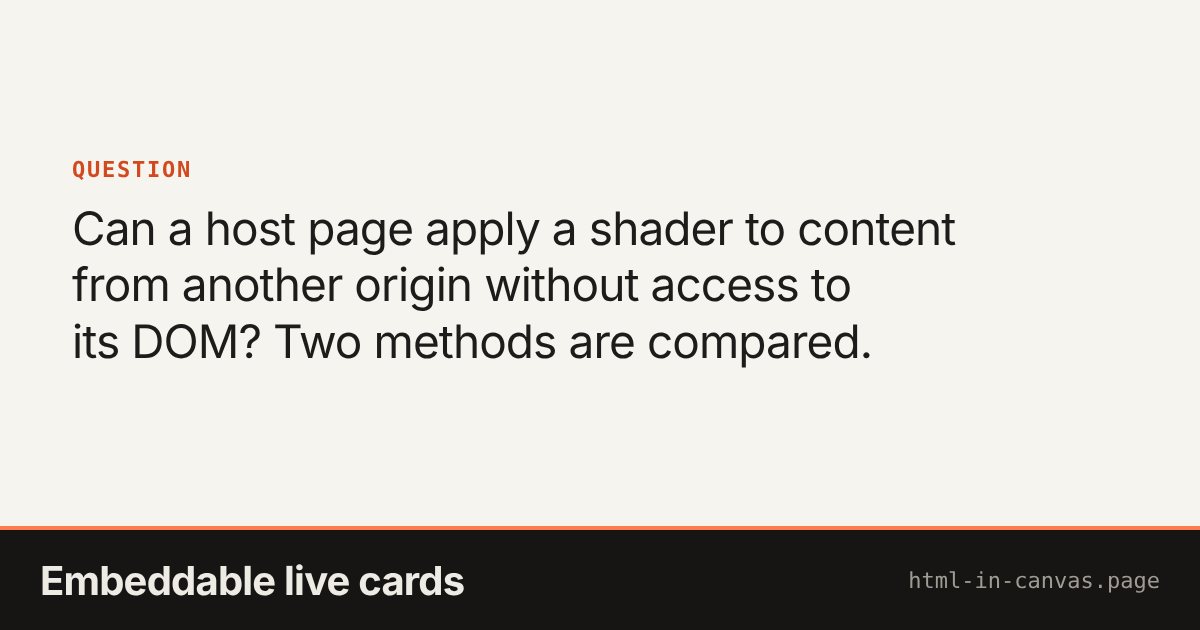 QUESTION
Can a host page apply a shader to content
from another origin without access to
its DOM? Two methods are compared.
Embeddable live cards
html-in-canvas.page